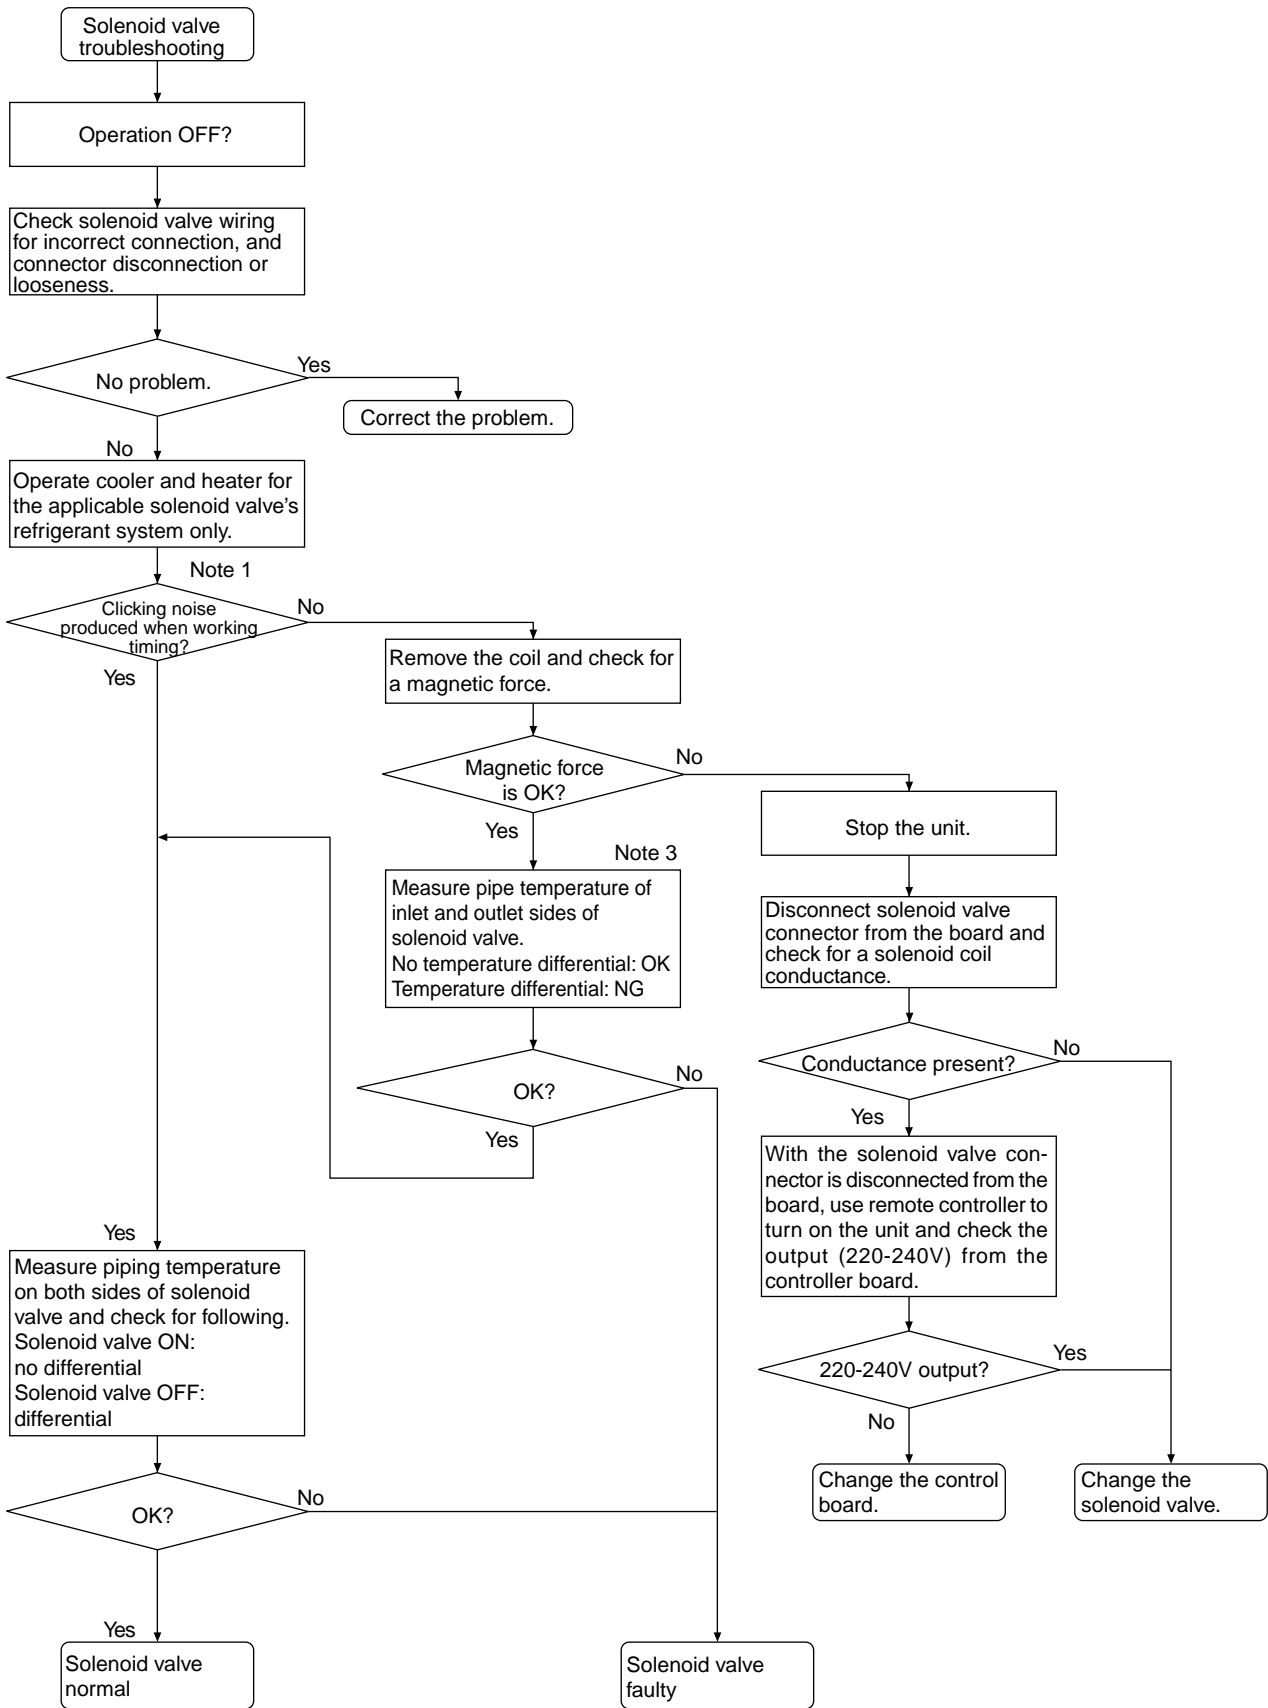 Solenoid valve
troubleshooting
Operation OFF?
Check solenoid valve wiring
for incorrect connection, and
connector disconnection or
looseness.
No problem.
Yes
Correct the problem.
No
Operate cooler and heater for
the applicable solenoid valve's
refrigerant system only.
Note 1
Clicking noise
produced when working
timing?
No
Yes
Remove the coil and check for
a magnetic force.
Magnetic force
is OK?
No
Yes
Stop the unit.
Note 3
Measure pipe temperature of
inlet and outlet sides of
solenoid valve.
No temperature differential: OK
Temperature differential: NG
Disconnect solenoid valve
connector from the board and
check for a solenoid coil
conductance.
OK?
No
Yes
Conductance present?
No
Yes
With the solenoid valve con-
nector is disconnected from the
board, use remote controller to
turn on the unit and check the
output (220-240V) from the
controller board.
Yes
Measure piping temperature
on both sides of solenoid
valve and check for following.
Solenoid valve ON:
no differential
Solenoid valve OFF:
differential
220-240V output?
Yes
No
Change the control
board.
Change the
solenoid valve.
OK?
No
Yes
Solenoid valve
normal
Solenoid valve
faulty